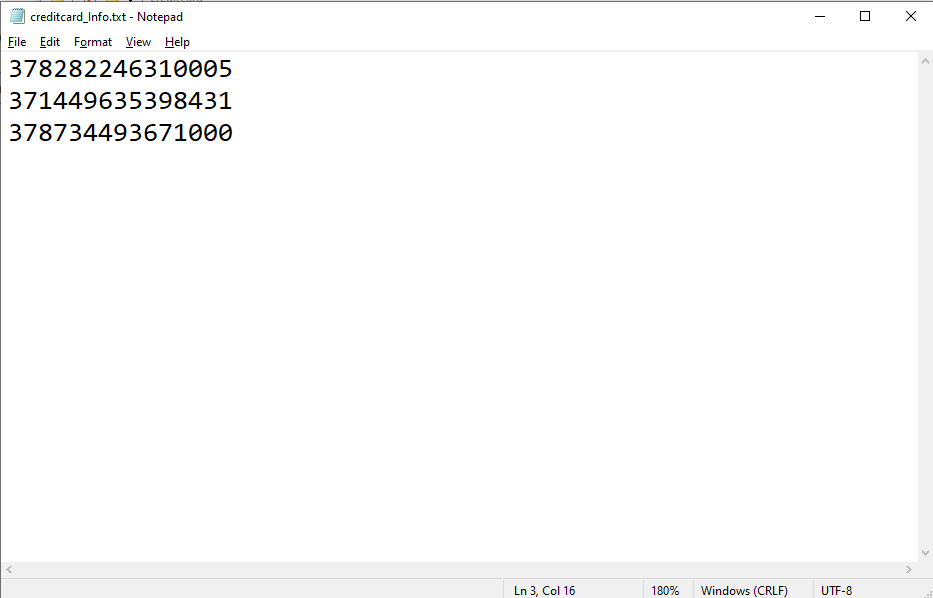 creditcard_Info.txt - Notepad
File Edit Format View Help
378282246310005
371449635398431
378734493671000
Ln 3, Col 16 180% Windows (CRLF) UTF-8